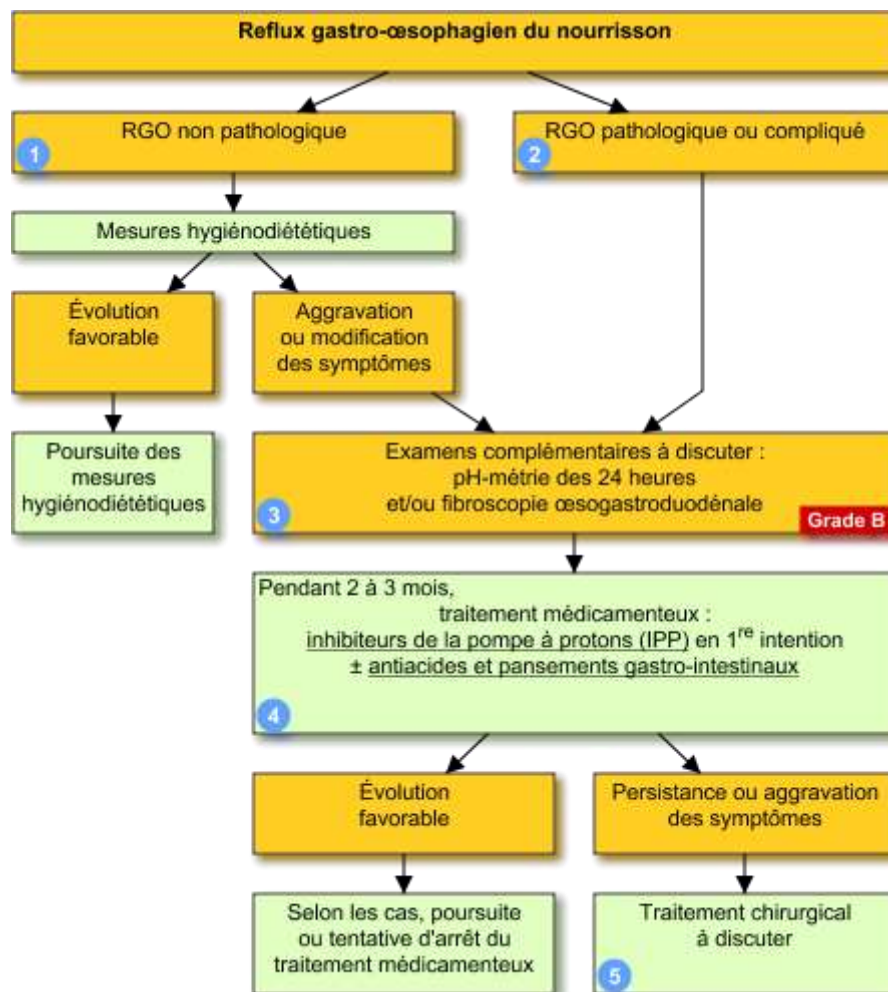 Reflux gastro-œsophagien du nourrisson
RGO non pathologique
1
RGO pathologique ou compliqué
2
Mesures hygiénodiététiques
Évolution
favorable
Aggravation
ou modification
des symptômes
Poursuite des
mesures
hygiénodiététiques
Examens complémentaires à discuter :
pH-métrie des 24 heures
et/ou fibroscopie œsogastroduodénale
3
Grade B
Pendant 2 à 3 mois,
traitement médicamenteux :
inhibiteurs de la pompe à protons (IPP) en 1re intention
± antiacides et pansements gastro-intestinaux
4
Évolution
favorable
Persistance ou aggravation
des symptômes
Selon les cas, poursuite
ou tentative d'arrêt du
traitement médicamenteux
Traitement chirurgical
à discuter
5